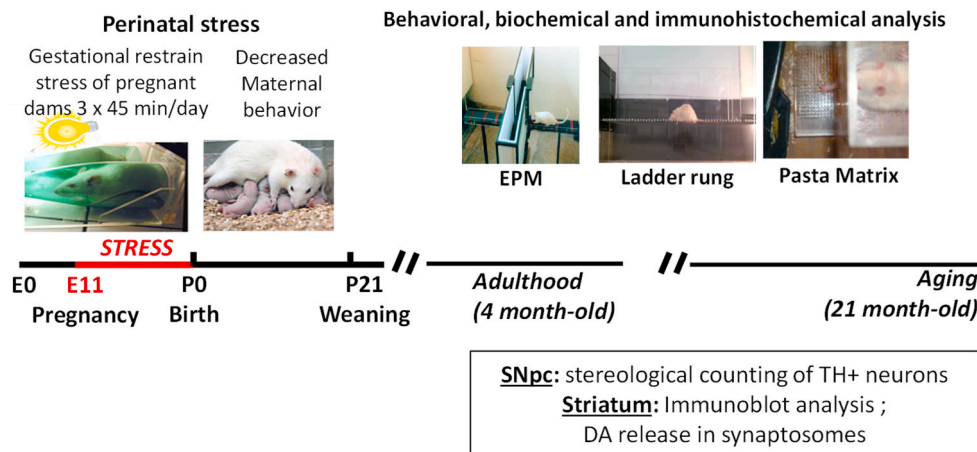 Perinatal stress
Gestational restrain
stress of pregnant
dams 3 x 45 min/day
Decreased
Maternal
behavior
Behavioral, biochemical and immunohistochemical analysis
EPM
Ladder rung
Pasta Matrix
STRESS
E0
E11
P0
P21
Pregnancy
Birth
Weaning
Adulthood
(4 month-old)
Aging
(21 month-old)
SNpc: stereological counting of TH+ neurons
Striatum: Immunoblot analysis ;
DA release in synaptosomes